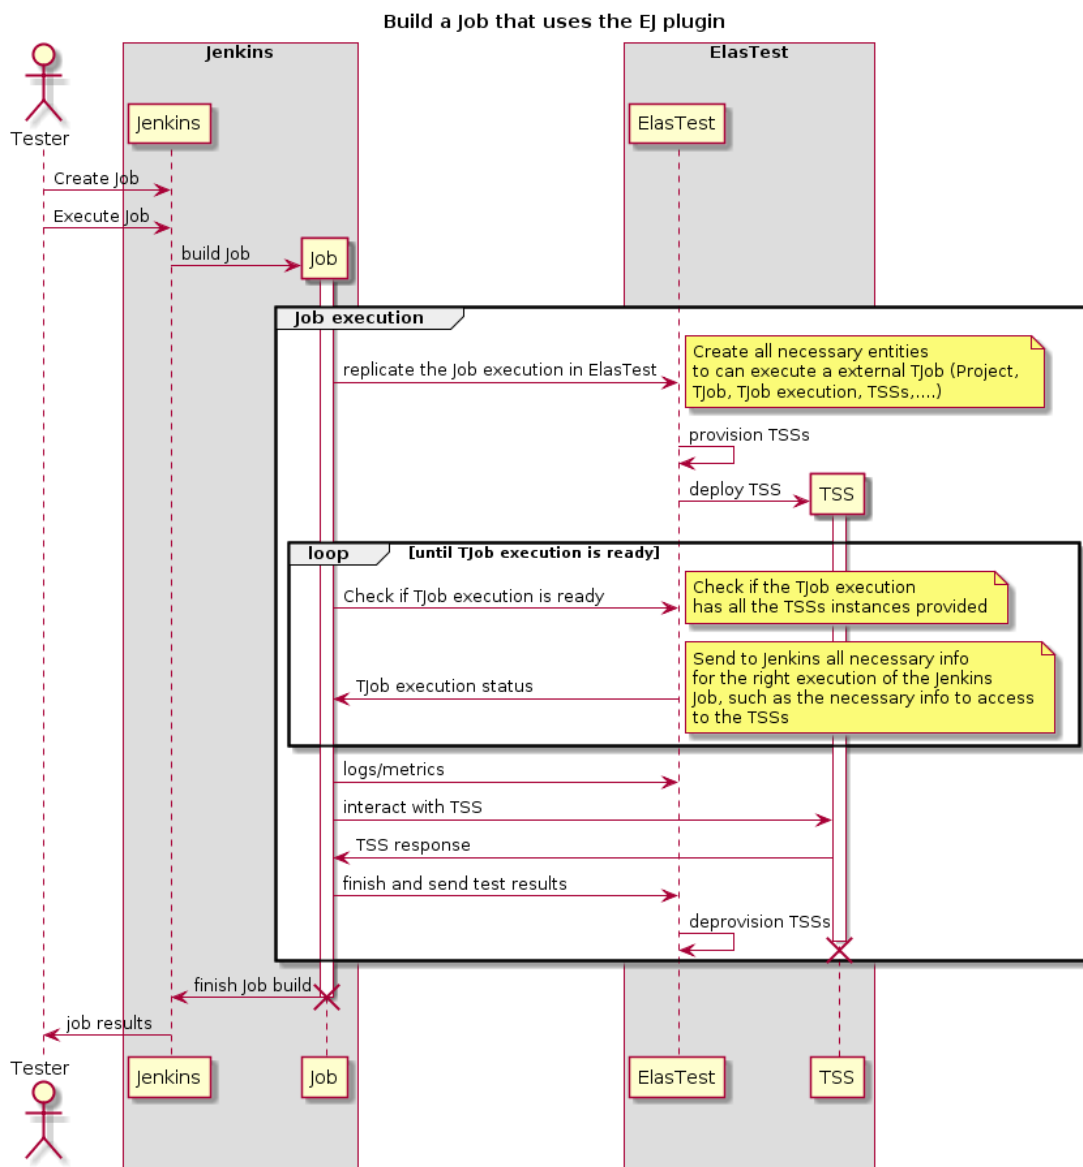 Build a Job that uses the EJ plugin
Jenkins
ElasTest
Tester
Jenkins
ElasTest
Create Job
Execute Job
build Job
Job
Job execution
replicate the Job execution in ElasTest
Create all necessary entities
to can execute a external TJob (Project,
TJob, TJob execution, TSSs,....)
provision TSSs
deploy TSS
TSS
loop
[until TJob execution is ready]
Check if TJob execution is ready
Check if the TJob execution
has all the TSSs instances provided
TJob execution status
Send to Jenkins all necessary info
for the right execution of the Jenkins
Job, such as the necessary info to access
to the TSSs
logs/metrics
interact with TSS
TSS response
finish and send test results
deprovision TSSs
finish Job build
job results
Tester
Jenkins
Job
ElasTest
TSS